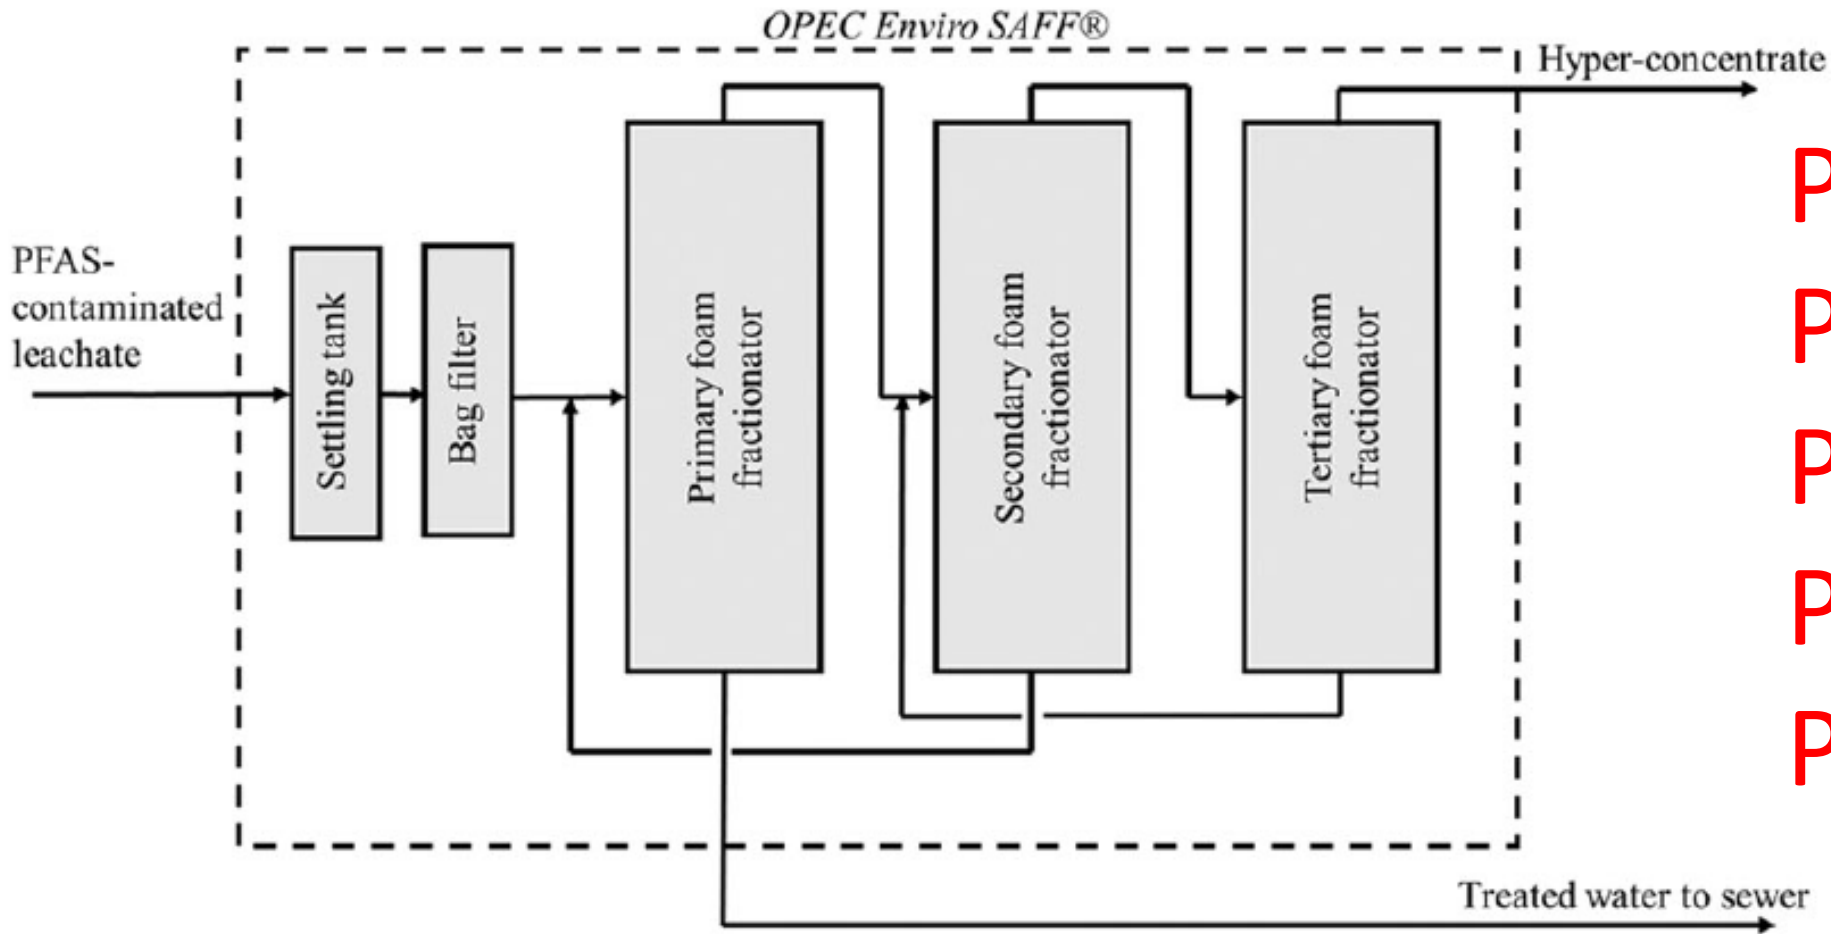 OPEC Enviro SAFF®
Hyper-concentrate
PFAS-
contaminated
leachate
Settling tank
Bag filter
Primary foam
fractionator
Secondary foam
fractionator
Tertiary foam
fractionator
P
P
P
P
P
Treated water to sewer